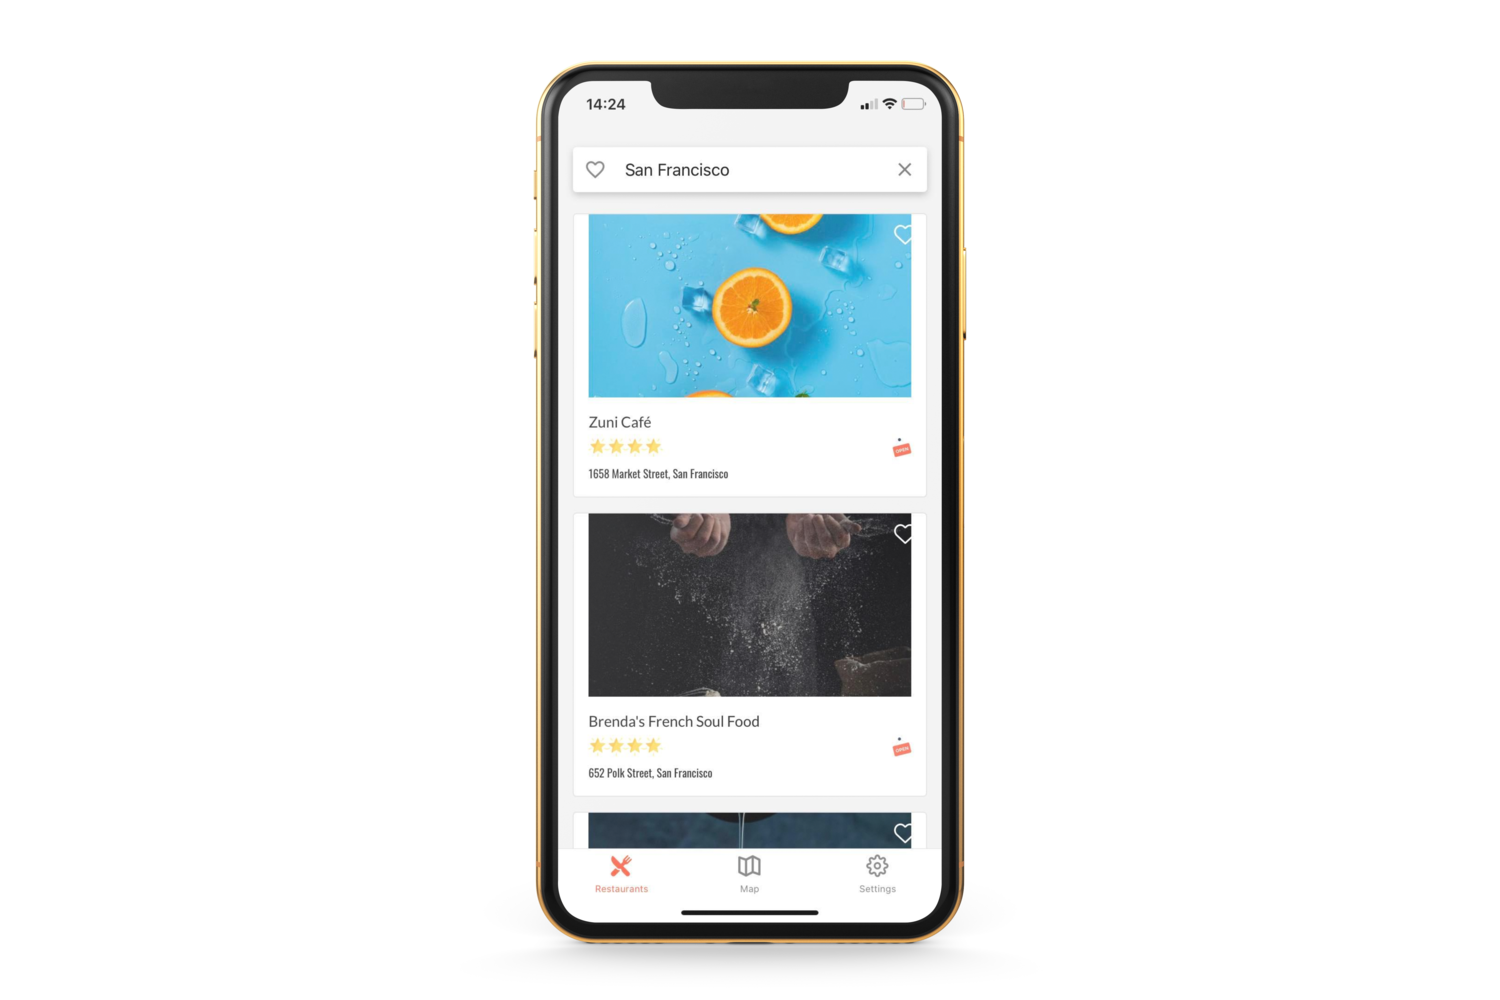 14:24
San Francisco
Zuni Café
OPEN
1658 Market Street, San Francisco
Brenda's French Soul Food
OPEN
652 Polk Street, San Francisco
Restaurants
Map
Settings